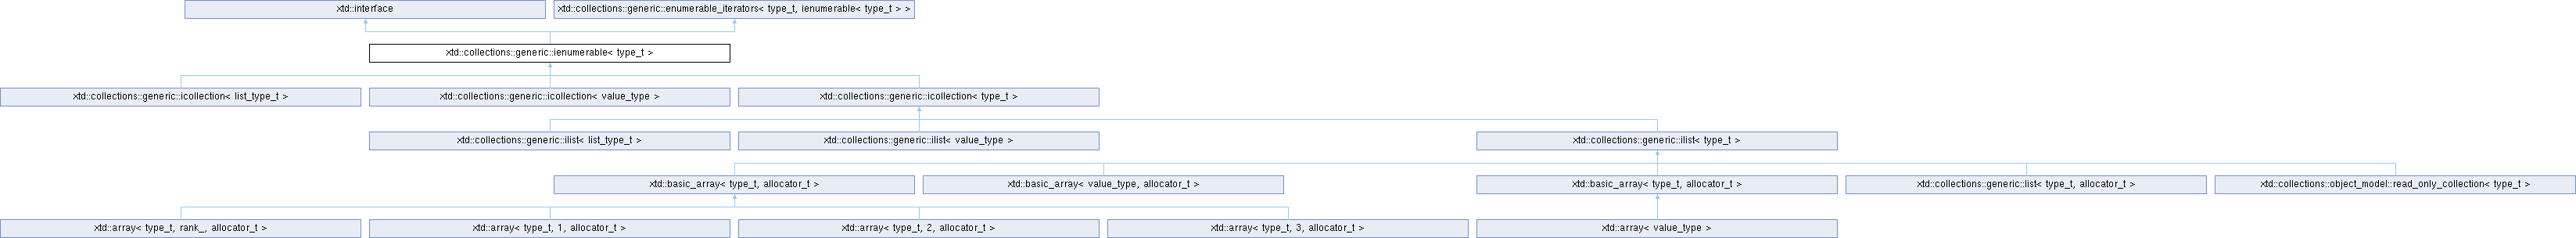 xtd::interface
xtd::collections::generic::enumerable_iterators< type_t, ienumerable< type_t > >
xtd::collections::generic::ienumerable< type_t >
xtd::collections::generic::icollection< list_type_t >
xtd::collections::generic::icollection< value_type >
xtd::collections::generic::icollection< type_t >
xtd::collections::generic::ilist< list_type_t >
xtd::collections::generic::ilist< value_type >
xtd::collections::generic::ilist< type_t >
xtd::basic_array< type_t, allocator_t >
xtd::basic_array< value_type, allocator_t >
xtd::basic_array< type_t, allocator_t >
xtd::collections::generic::list< type_t, allocator_t >
xtd::collections::object_model::read_only_collection< type_t >
xtd::array< type_t, rank_, allocator_t >
xtd::array< type_t, 1, allocator_t >
xtd::array< type_t, 2, allocator_t >
xtd::array< type_t, 3, allocator_t >
xtd::array< value_type >